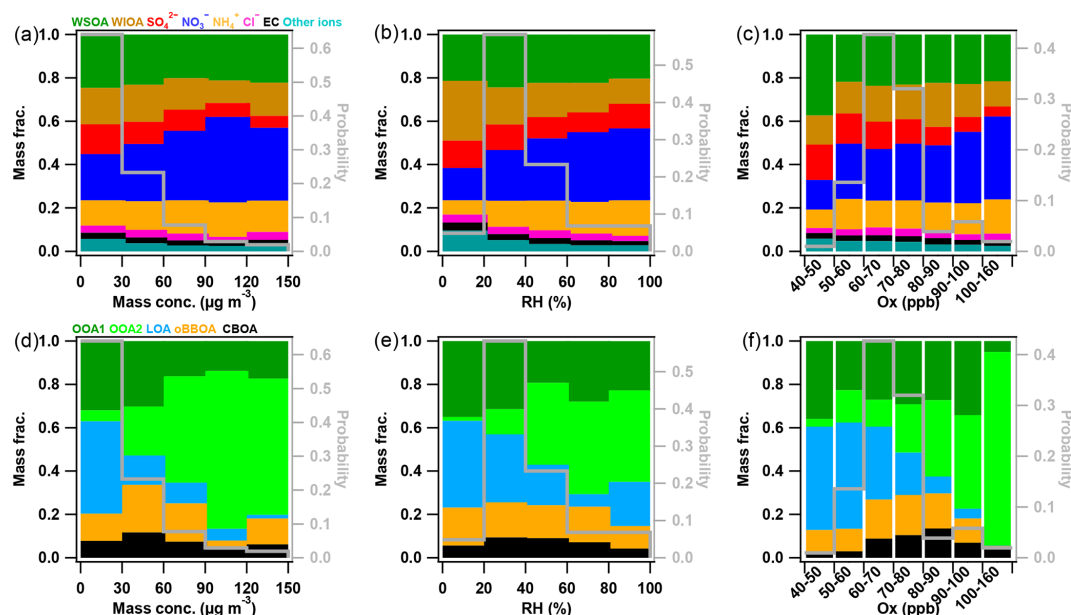 WSOA WIOA SO₄²⁻ NO₃⁻ NH₄⁺ Cl⁻ EC Other ions
(a) 1.0 0.8 0.6 0.4 0.2 0.0
Mass frac.
0.6 0.5 0.4 0.3 0.2 0.1 0.0
Probability
0 30 60 90 120 150
Mass conc. (μg m⁻³)
(b) 1.0 0.8 0.6 0.4 0.2 0.0
Mass frac.
0.5 0.4 0.3 0.2 0.1 0.0
Probability
0 20 40 60 80 100
RH (%)
(c) 1.0 0.8 0.6 0.4 0.2 0.0
Mass frac.
0.4 0.3 0.2 0.1 0.0
Probability
40-50 50-60 60-70 70-80 80-90 90-100 100-160
Ox (ppb)
OOA1 OOA2 LOA oBBOA CBOA
(d) 1.0 0.8 0.6 0.4 0.2 0.0
Mass frac.
0.6 0.5 0.4 0.3 0.2 0.1 0.0
Probability
0 30 60 90 120 150
Mass conc. (μg m⁻³)
(e) 1.0 0.8 0.6 0.4 0.2 0.0
Mass frac.
0.5 0.4 0.3 0.2 0.1 0.0
Probability
0 20 40 60 80 100
RH (%)
(f) 1.0 0.8 0.6 0.4 0.2 0.0
Mass frac.
0.4 0.3 0.2 0.1 0.0
Probability
40-50 50-60 60-70 70-80 80-90 90-100 100-160
Ox (ppb)